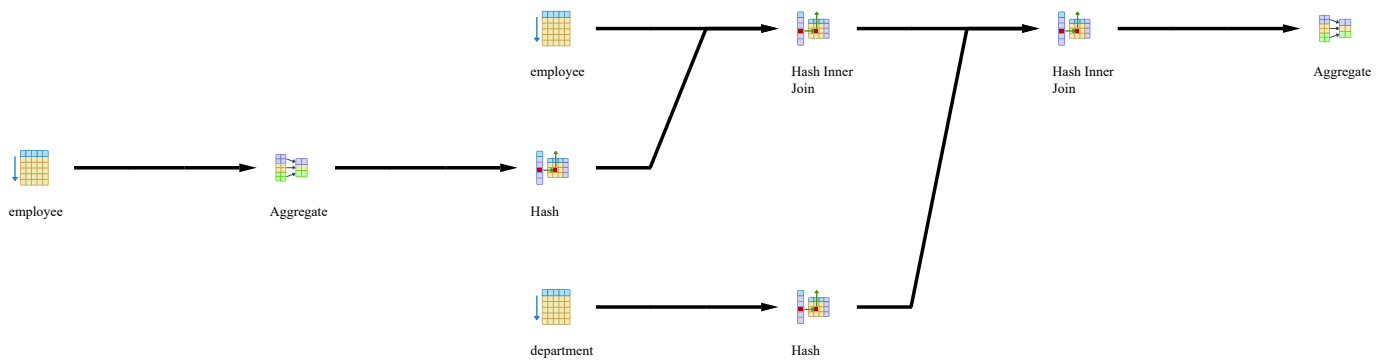 employee
Hash Inner
Join
Hash Inner
Join
Aggregate
employee
Aggregate
Hash
department
Hash